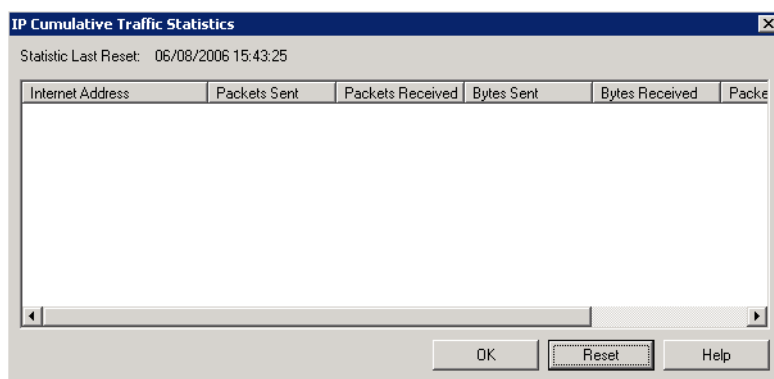 IP Cumulative Traffic Statistics
Statistic Last Reset: 06/08/2006 15:43:25
Internet Address Packets Sent Packets Received Bytes Sent Bytes Received Packe
OK Reset Help